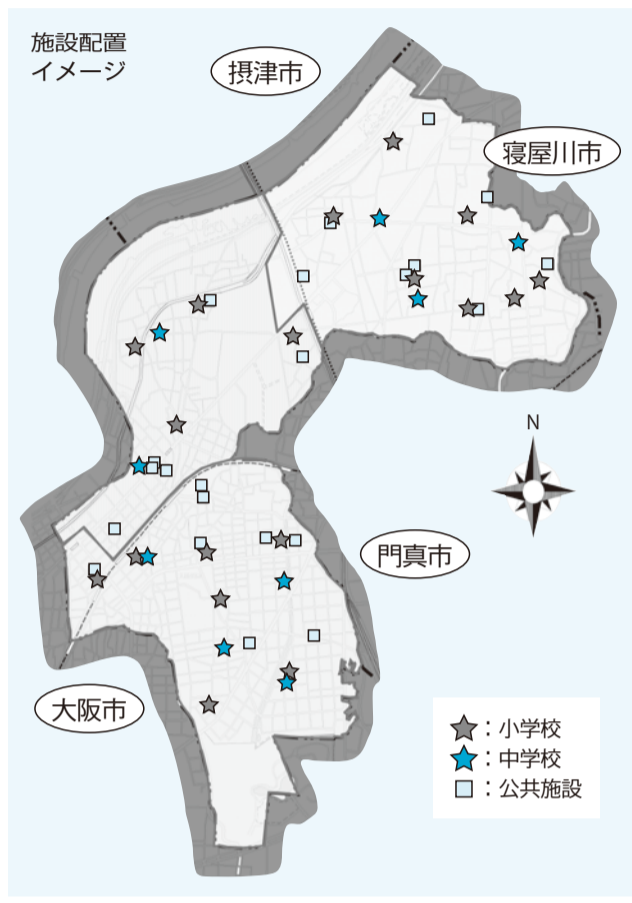 施設配置
イメージ
摂津市
寝屋川市
N
門真市
大阪市
：小学校
：中学校
：公共施設